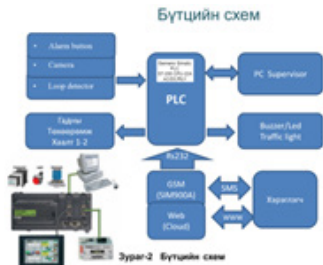 Бүтцийн схем
• Alarm button
• Camera
• Loop detector
PLC
PC Supervisor
Гадны
Хаалт 1-2
Buzzer/Led
Traffic light
Rs232
GSM
(SIM900A)
SMS
Web
(Cloud)
www
Хэрэглэгч
Зураг-2 Бүтцийн схем